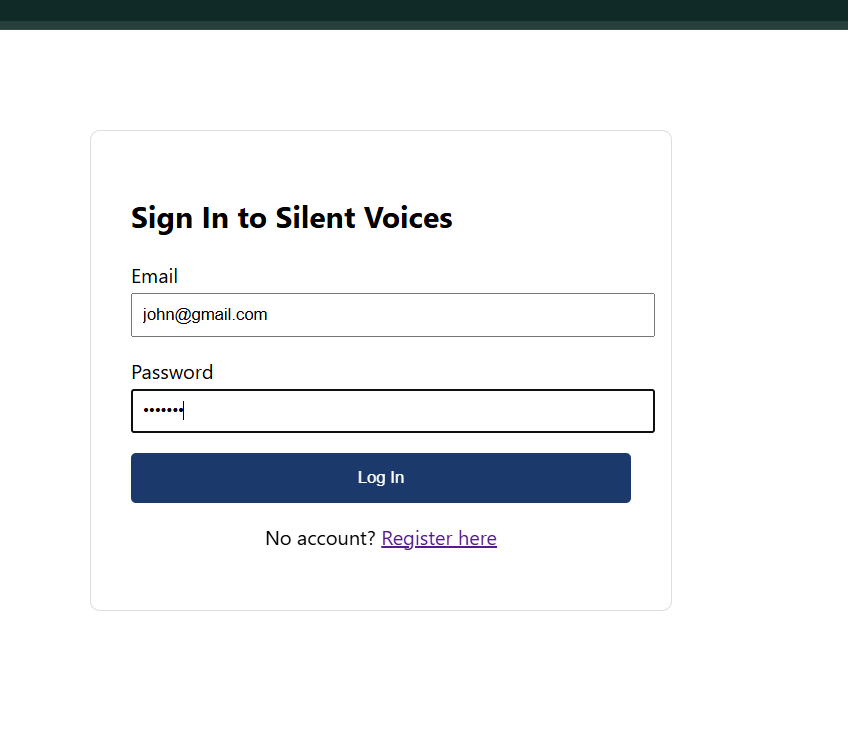 Sign In to Silent Voices
Email
john@gmail.com
Password
•••••••
Log In
No account? Register here